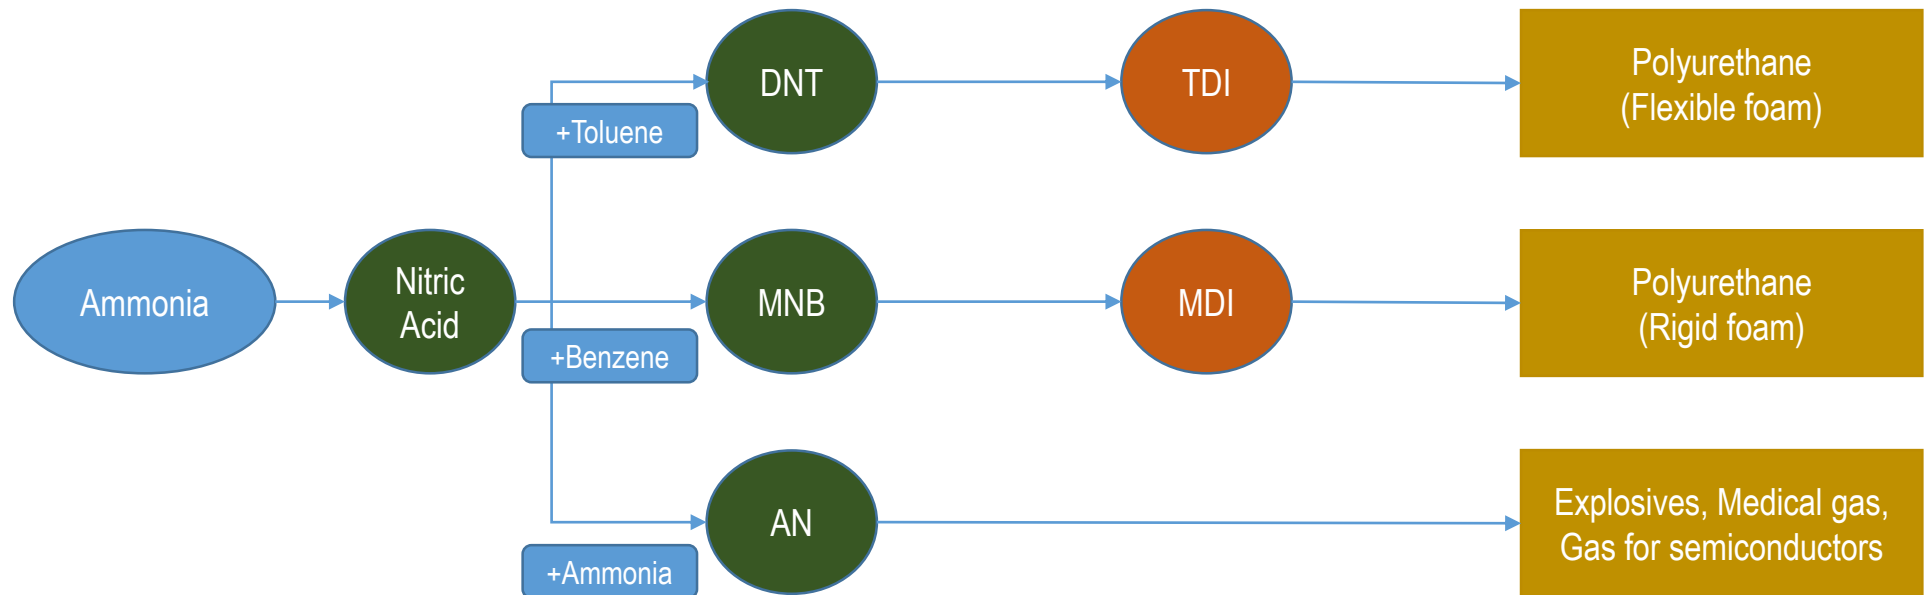 DNT
TDI
Polyurethane
(Flexible foam)
+Toluene
Ammonia
Nitric
Acid
MNB
MDI
Polyurethane
(Rigid foam)
+Benzene
AN
Explosives, Medical gas,
Gas for semiconductors
+Ammonia